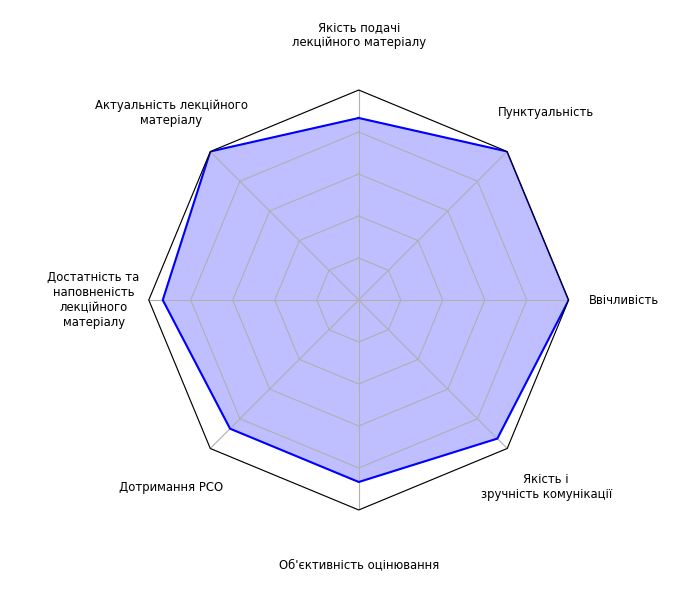 Якість подачі
лекційного матеріалу
Актуальність лекційного
матеріалу
Пунктуальність
Достатність та
наповненість
лекційного
матеріалу
Ввічливість
Дотримання РСО
Якість і
зручність комунікації
Об'єктивність оцінювання